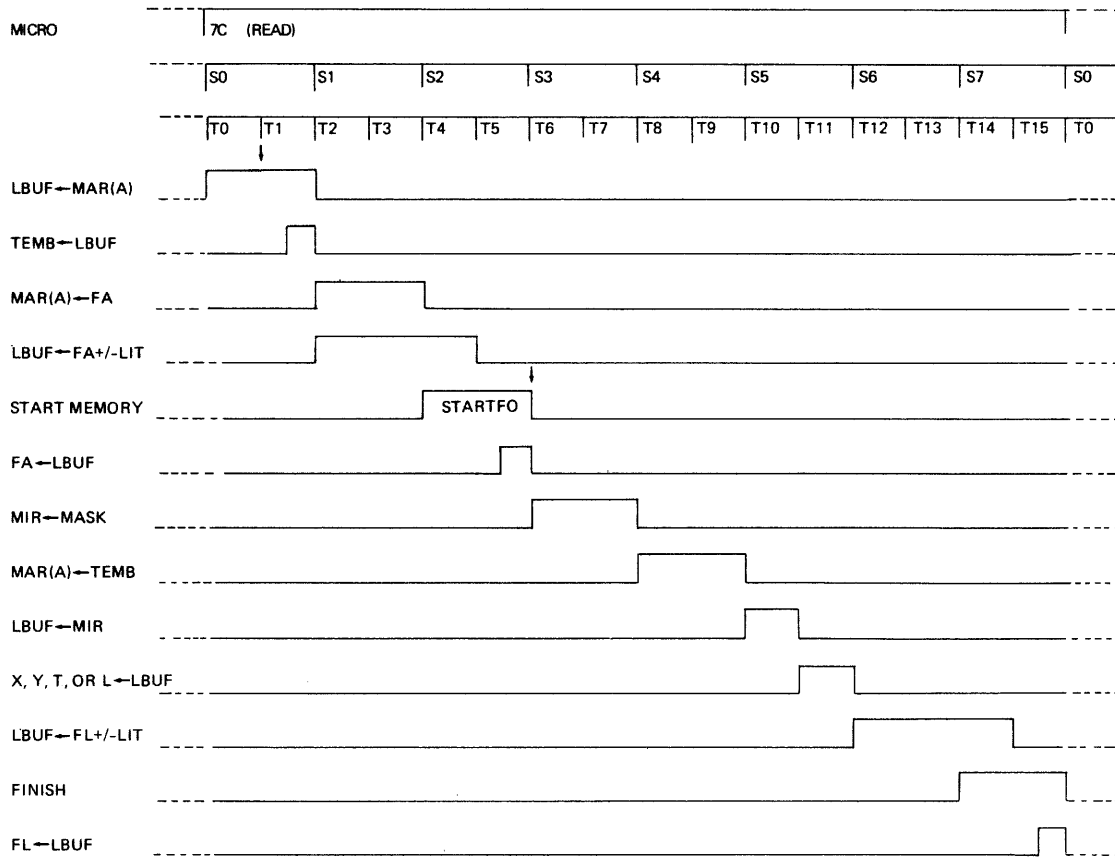 MICRO 7C (READ)
S0 S1 S2 S3 S4 S5 S6 S7 S0
T0 T1 T2 T3 T4 T5 T6 T7 T8 T9 T10 T11 T12 T13 T14 T15 T0
LBUF←MAR(A)
TEMB←LBUF
MAR(A)←FA
LBUF←FA+/-LIT
START MEMORY STARTFO
FA←LBUF
MIR←MASK
MAR(A)←TEMB
LBUF←MIR
X, Y, T, OR L←LBUF
LBUF←FL+/-LIT
FINISH
FL←LBUF